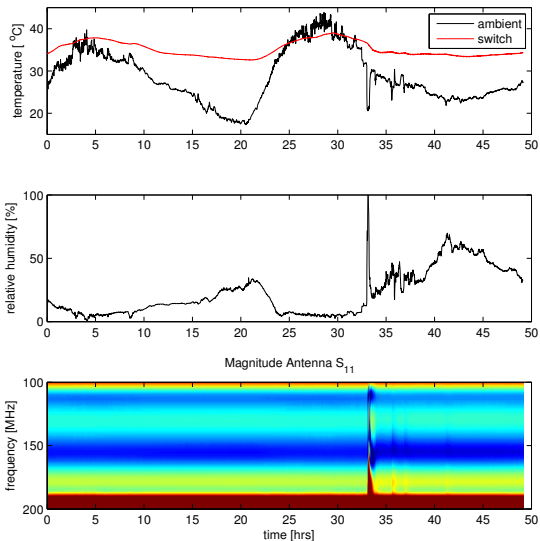 temperature [ °C]
40
30
20
ambient
switch
0 5 10 15 20 25 30 35 40 45 50
relative humidity [%]
100
50
0
0 5 10 15 20 25 30 35 40 45 50
Magnitude Antenna S11
frequency [MHz]
100
150
200
0 5 10 15 20 25 30 35 40 45 50
time [hrs]